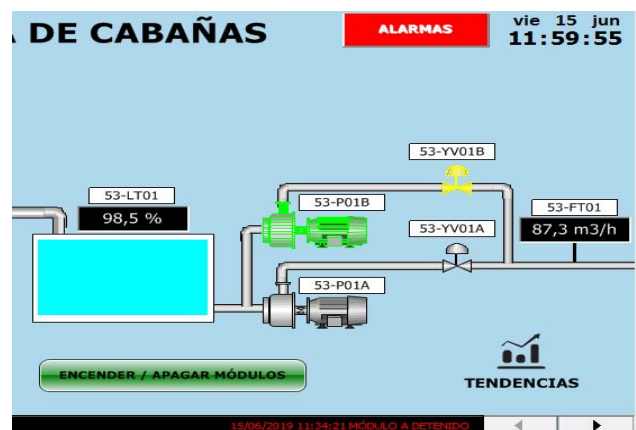 DE CABAÑAS
ALARMAS
vie 15 jun
11:59:55
53-YV01B
53-LT01
98,5 %
53-P01B
53-FT01
87,3 m3/h
53-YV01A
53-P01A
ENCENDER / APAGAR MÓDULOS
TENDENCIAS
15/06/2019 11:34:21 MÓDULO A DETENIDO